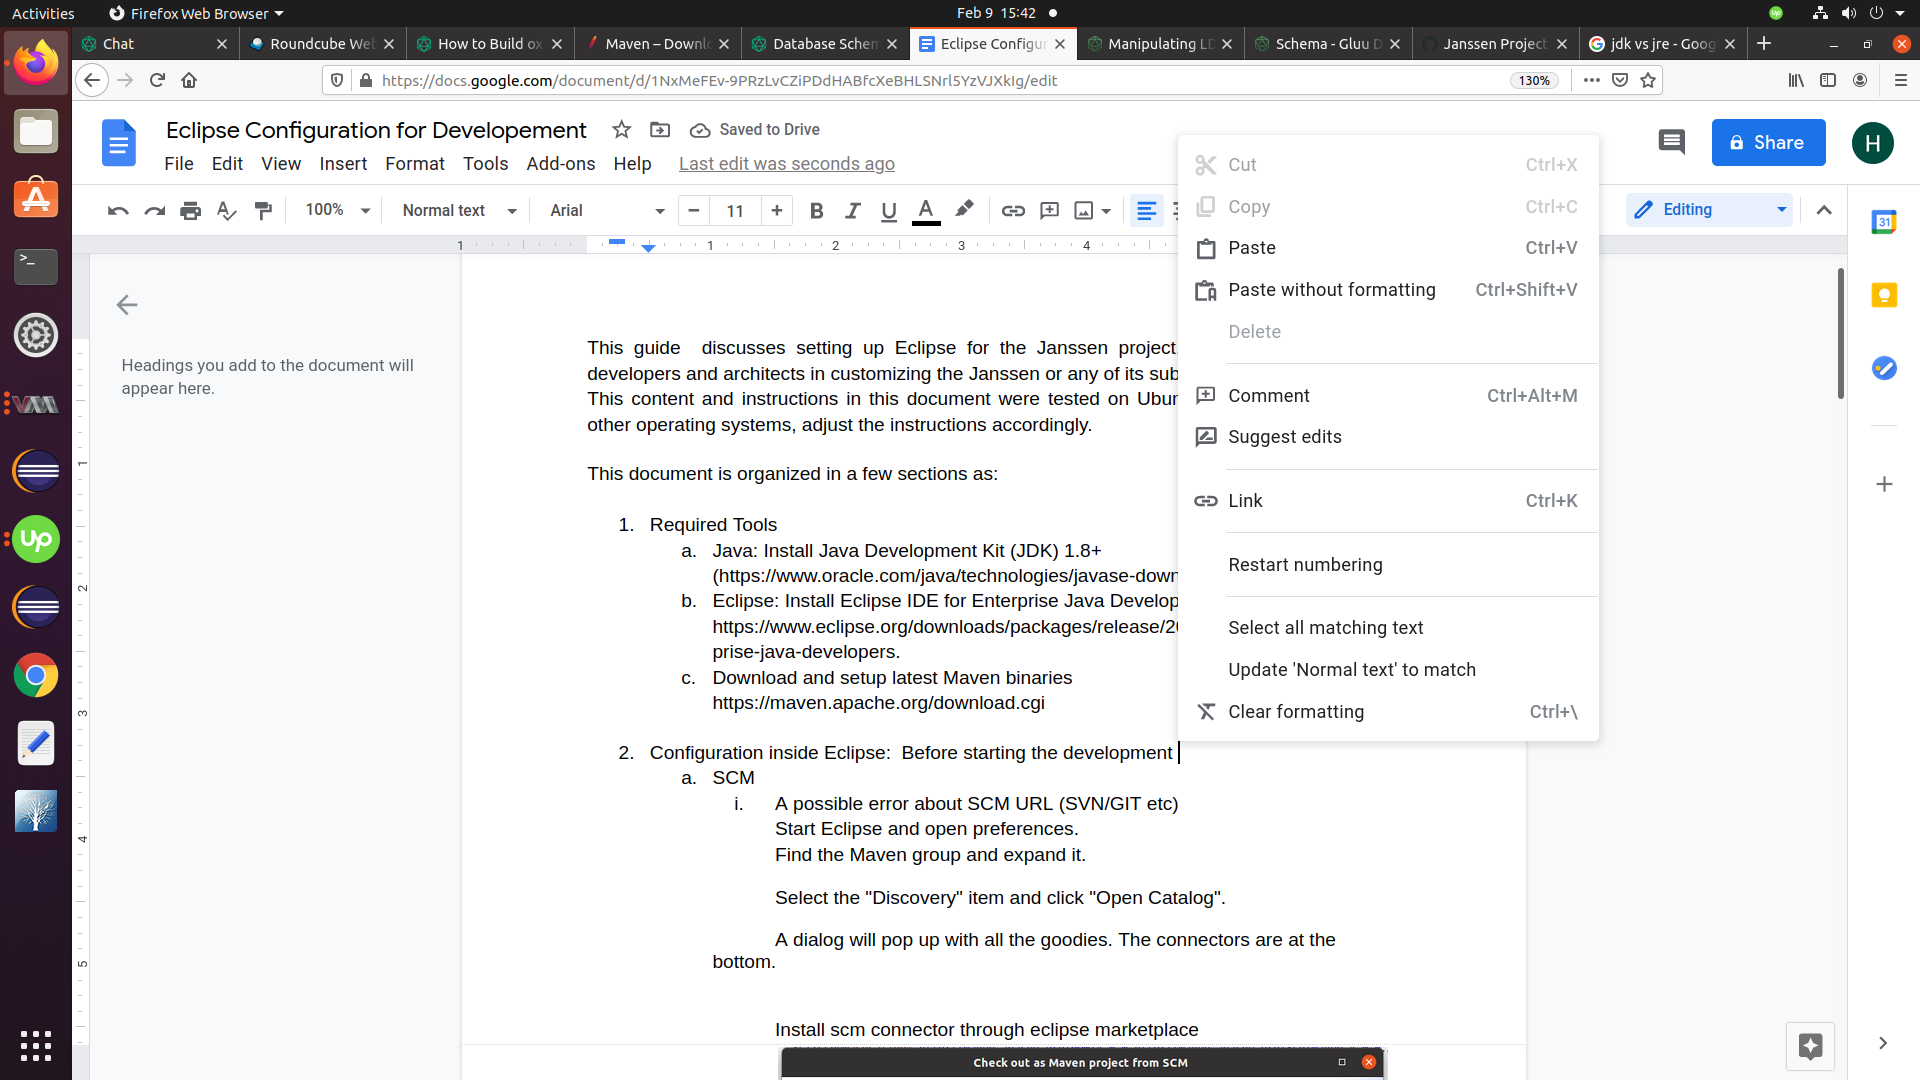 Activities
Firefox Web Browser
Feb 9 15:42
Chat
Roundcube Web
How to Build ox
Maven – Downl
Database Schem
Eclipse Configur
Manipulating LD
Schema - Gluu D
Janssen Project
jdk vs jre - Goog
https://docs.google.com/document/d/1NxMeFEv-9PRzLvCZiPDdHABfcXeBHLSNrl5YzVJXkIg/edit
130%
Eclipse Configuration for Developement
Saved to Drive
File Edit View Insert Format Tools Add-ons Help
Last edit was seconds ago
Share
H
100%
Normal text
Arial
11
Editing
31
1 1 2 3 4
Headings you add to the document will
appear here.
This guide discusses setting up Eclipse for the Janssen project.
developers and architects in customizing the Janssen or any of its sub
This content and instructions in this document were tested on Ubun
other operating systems, adjust the instructions accordingly.
This document is organized in a few sections as:
1. Required Tools
a. Java: Install Java Development Kit (JDK) 1.8+
(https://www.oracle.com/java/technologies/javase-down
b. Eclipse: Install Eclipse IDE for Enterprise Java Develop
https://www.eclipse.org/downloads/packages/release/20
prise-java-developers.
c. Download and setup latest Maven binaries
https://maven.apache.org/download.cgi
2. Configuration inside Eclipse: Before starting the development
a. SCM
i. A possible error about SCM URL (SVN/GIT etc)
Start Eclipse and open preferences.
Find the Maven group and expand it.
Select the "Discovery" item and click "Open Catalog".
A dialog will pop up with all the goodies. The connectors are at the
bottom.
Install scm connector through eclipse marketplace
Check out as Maven project from SCM
Cut Ctrl+X
Copy Ctrl+C
Paste Ctrl+V
Paste without formatting Ctrl+Shift+V
Delete
Comment Ctrl+Alt+M
Suggest edits
Link Ctrl+K
Restart numbering
Select all matching text
Update 'Normal text' to match
Clear formatting Ctrl+\
1
2
3
4
5